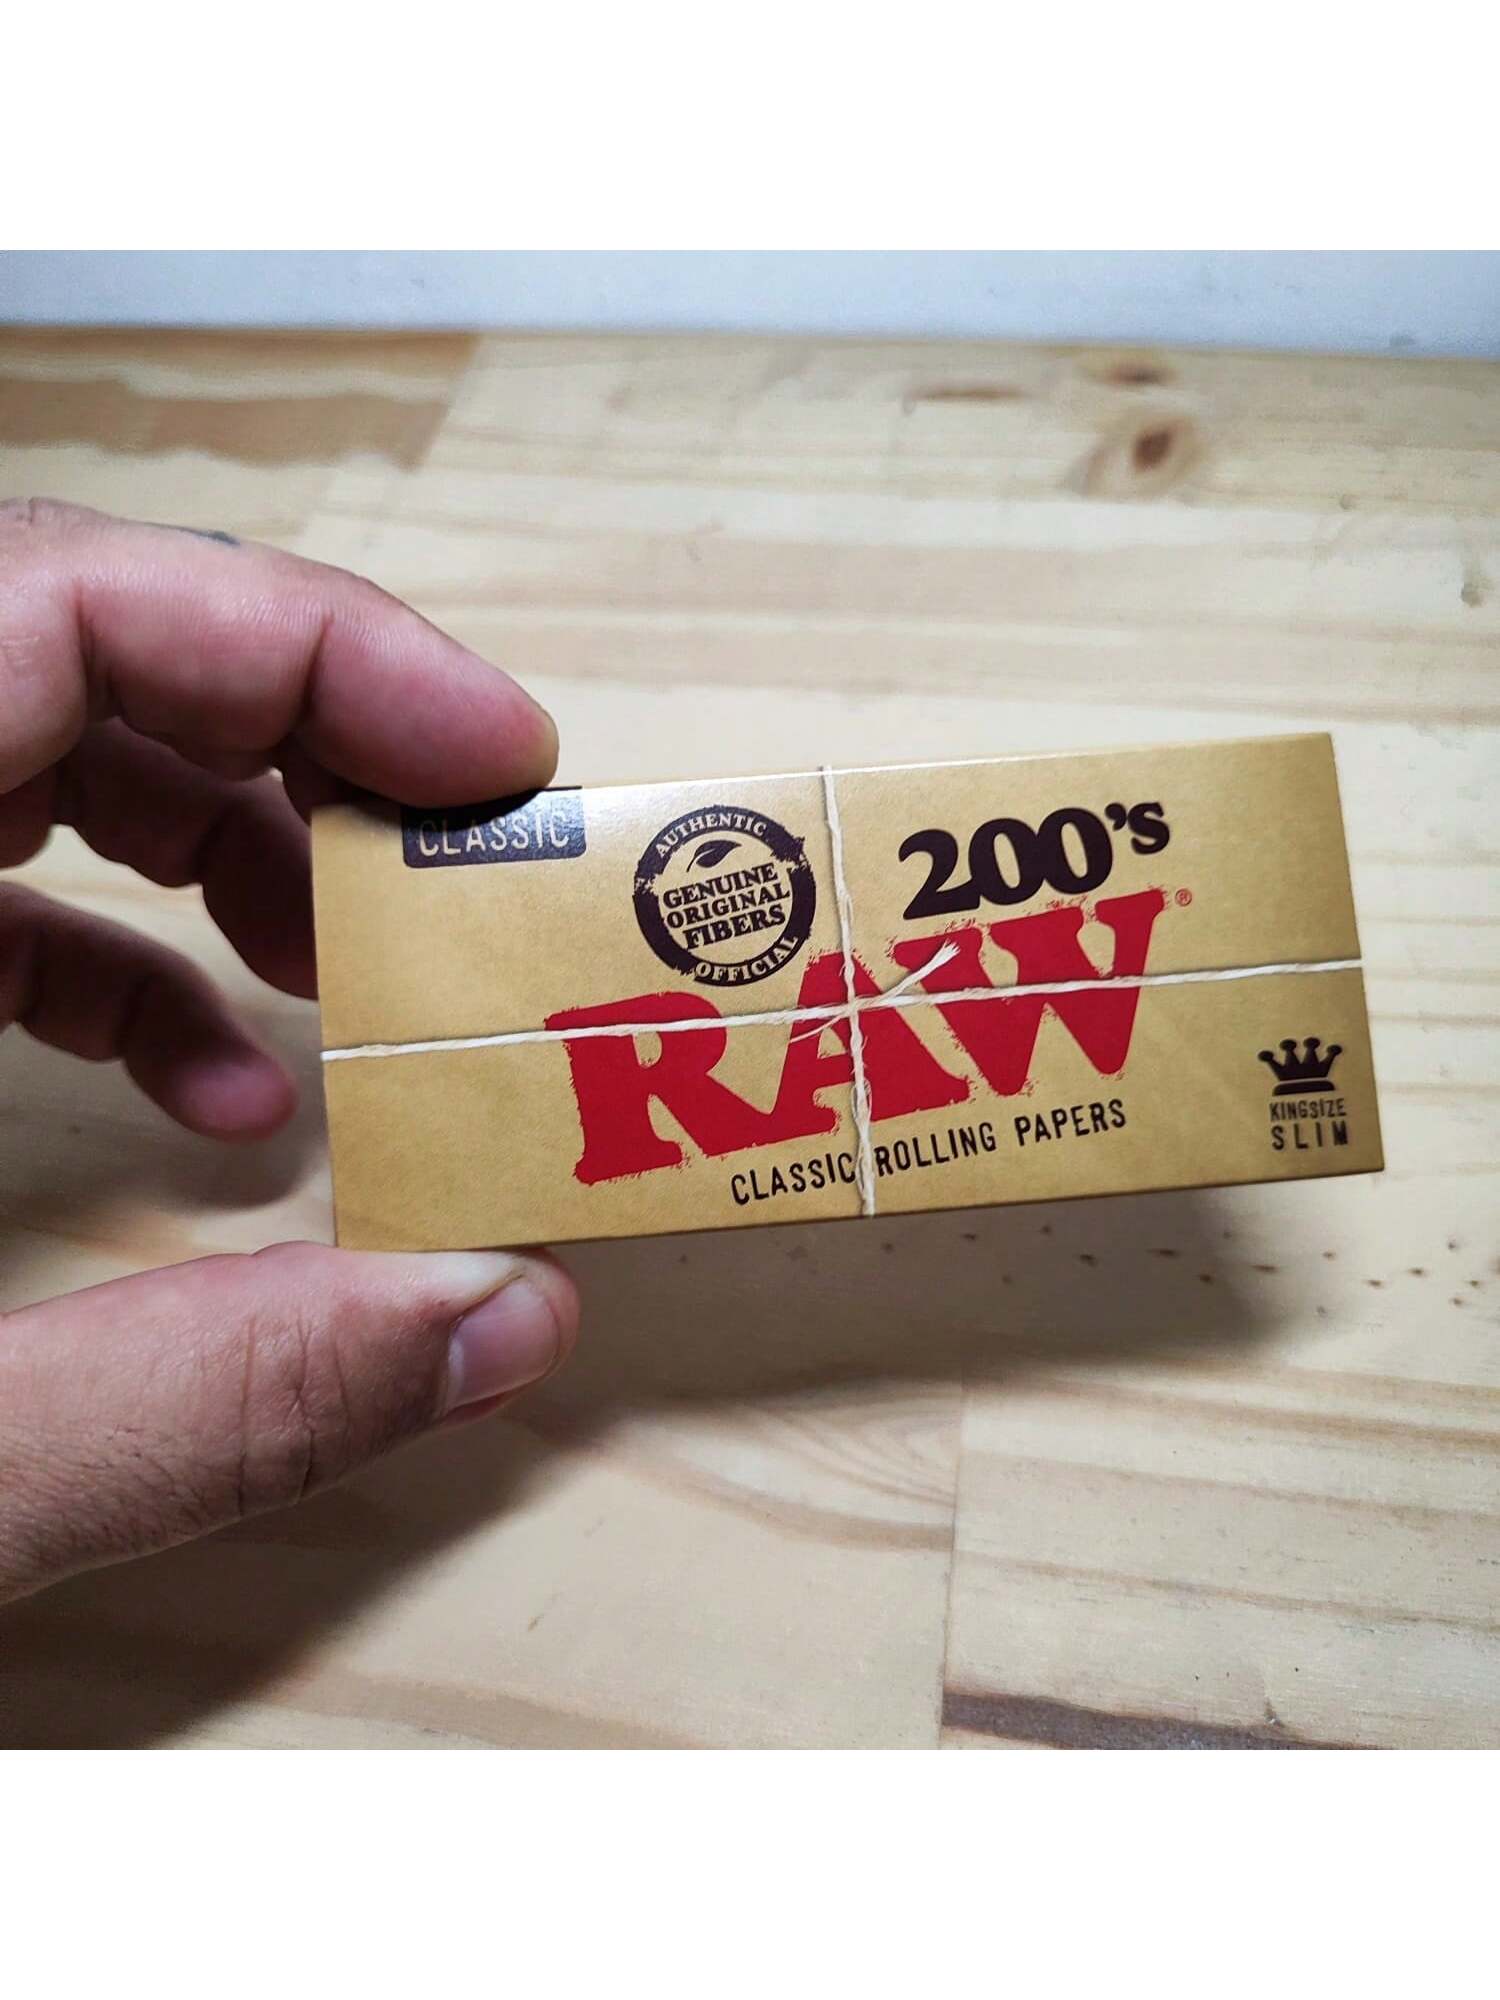 CLASSIC
AUTHENTIC
GENUINE
ORIGINAL
FIBERS
OFFICIAL
200's
RAW®
CLASSIC ROLLING PAPERS
KINGSIZE
SLIM